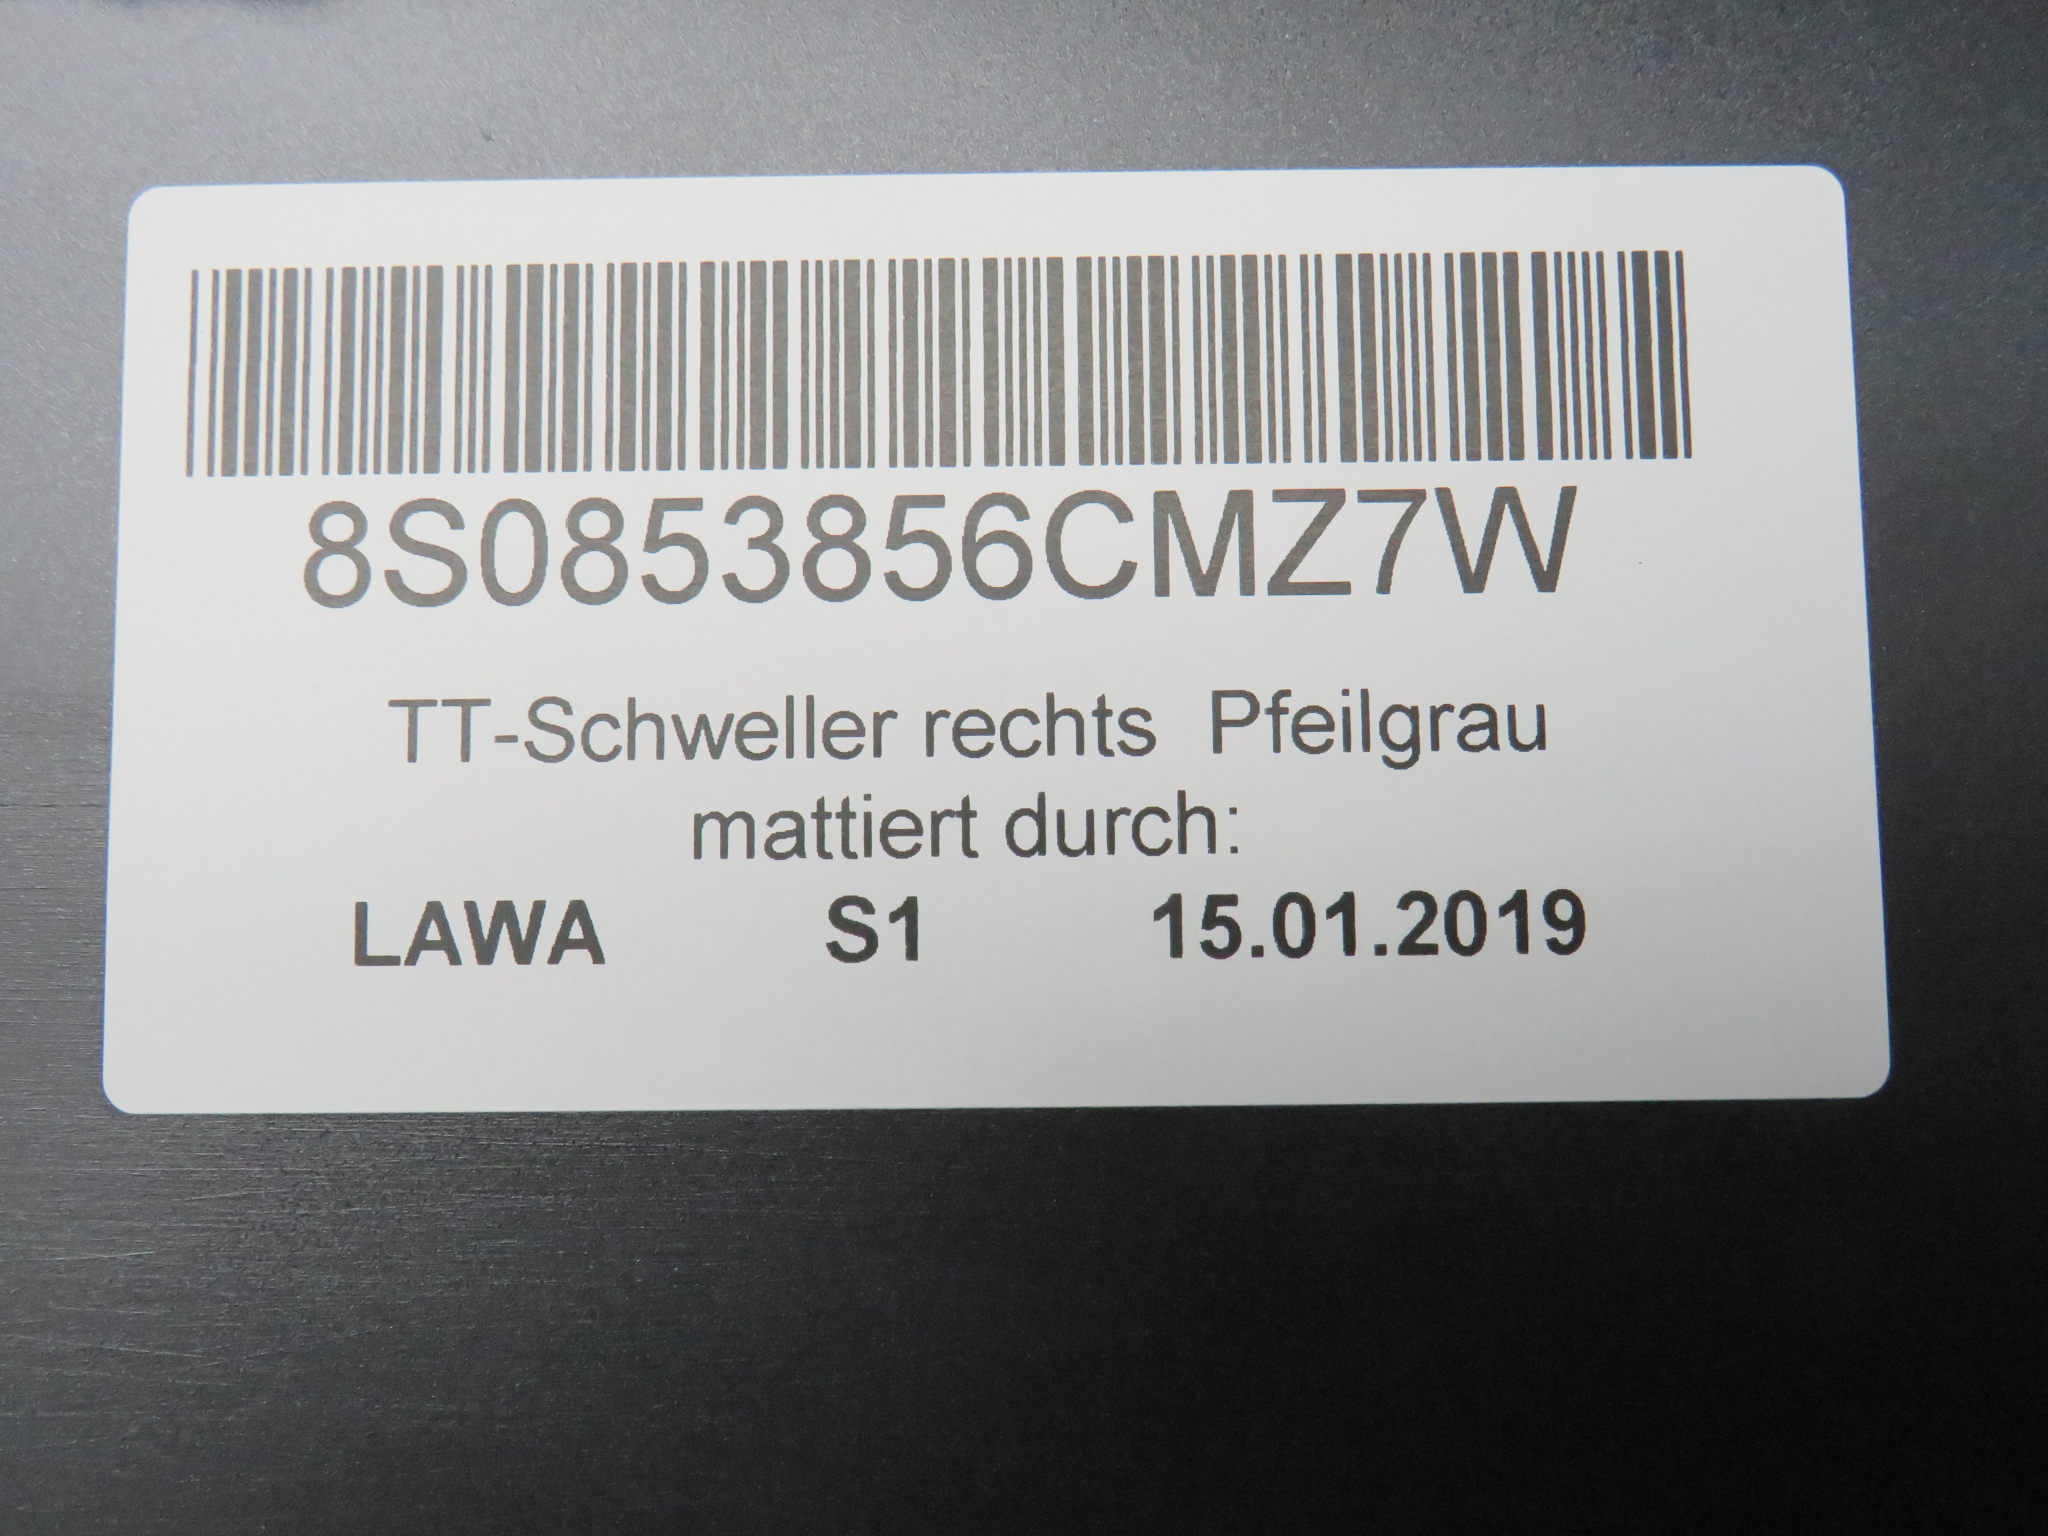 8S0853856CMZ7W
TT-Schweller rechts Pfeilgrau
mattiert durch:
LAWA S1 15.01.2019